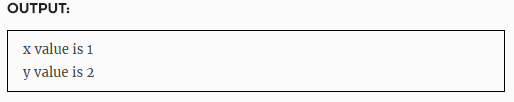 OUTPUT:
x value is 1
y value is 2